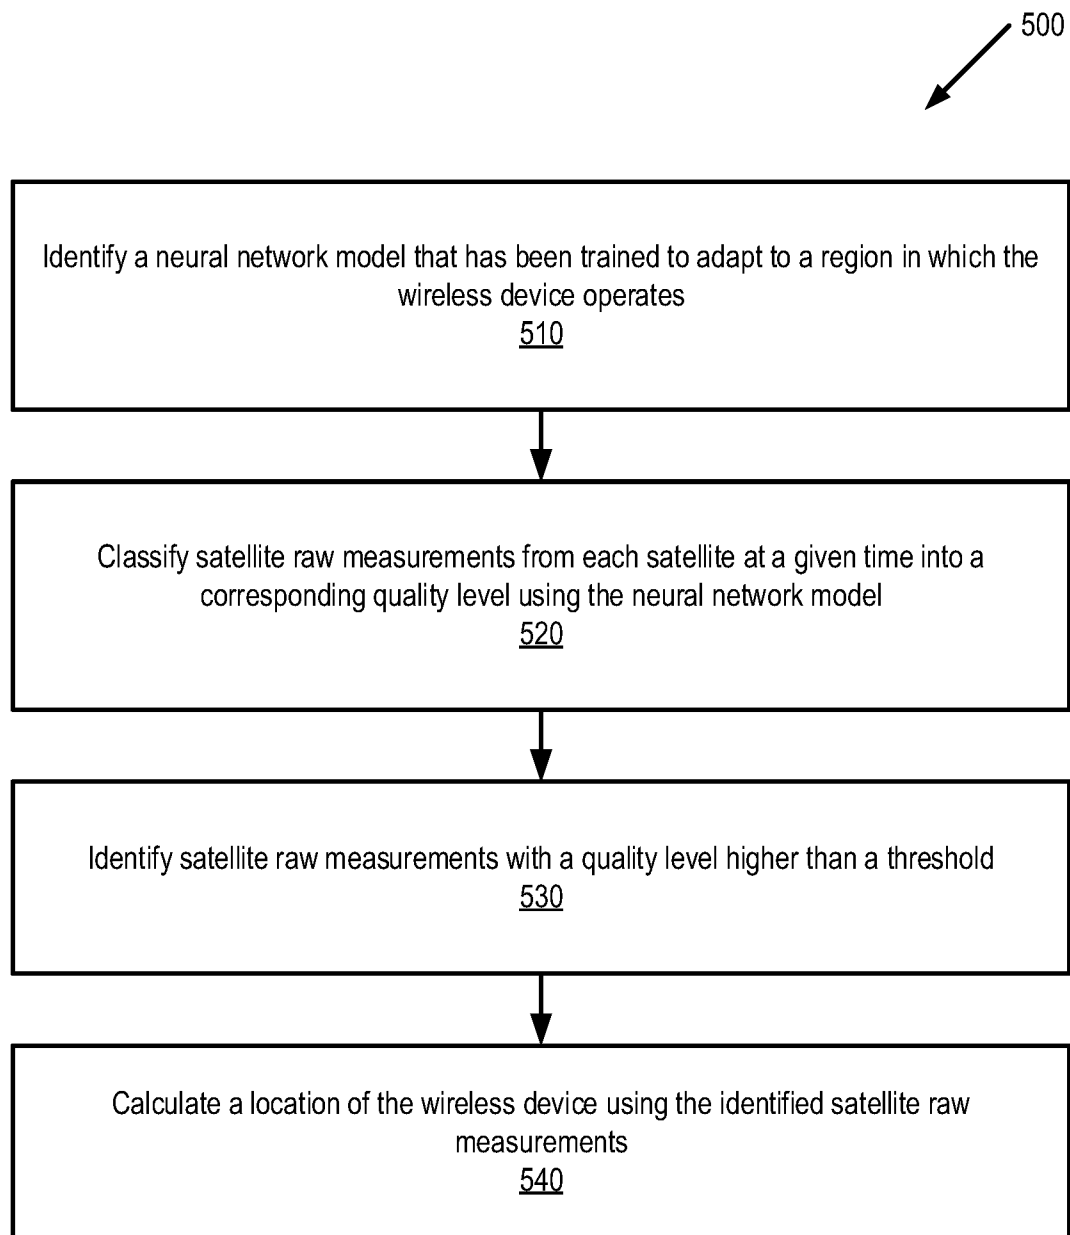 500
Identify a neural network model that has been trained to adapt to a region in which the
wireless device operates
510
Classify satellite raw measurements from each satellite at a given time into a
corresponding quality level using the neural network model
520
Identify satellite raw measurements with a quality level higher than a threshold
530
Calculate a location of the wireless device using the identified satellite raw
measurements
540